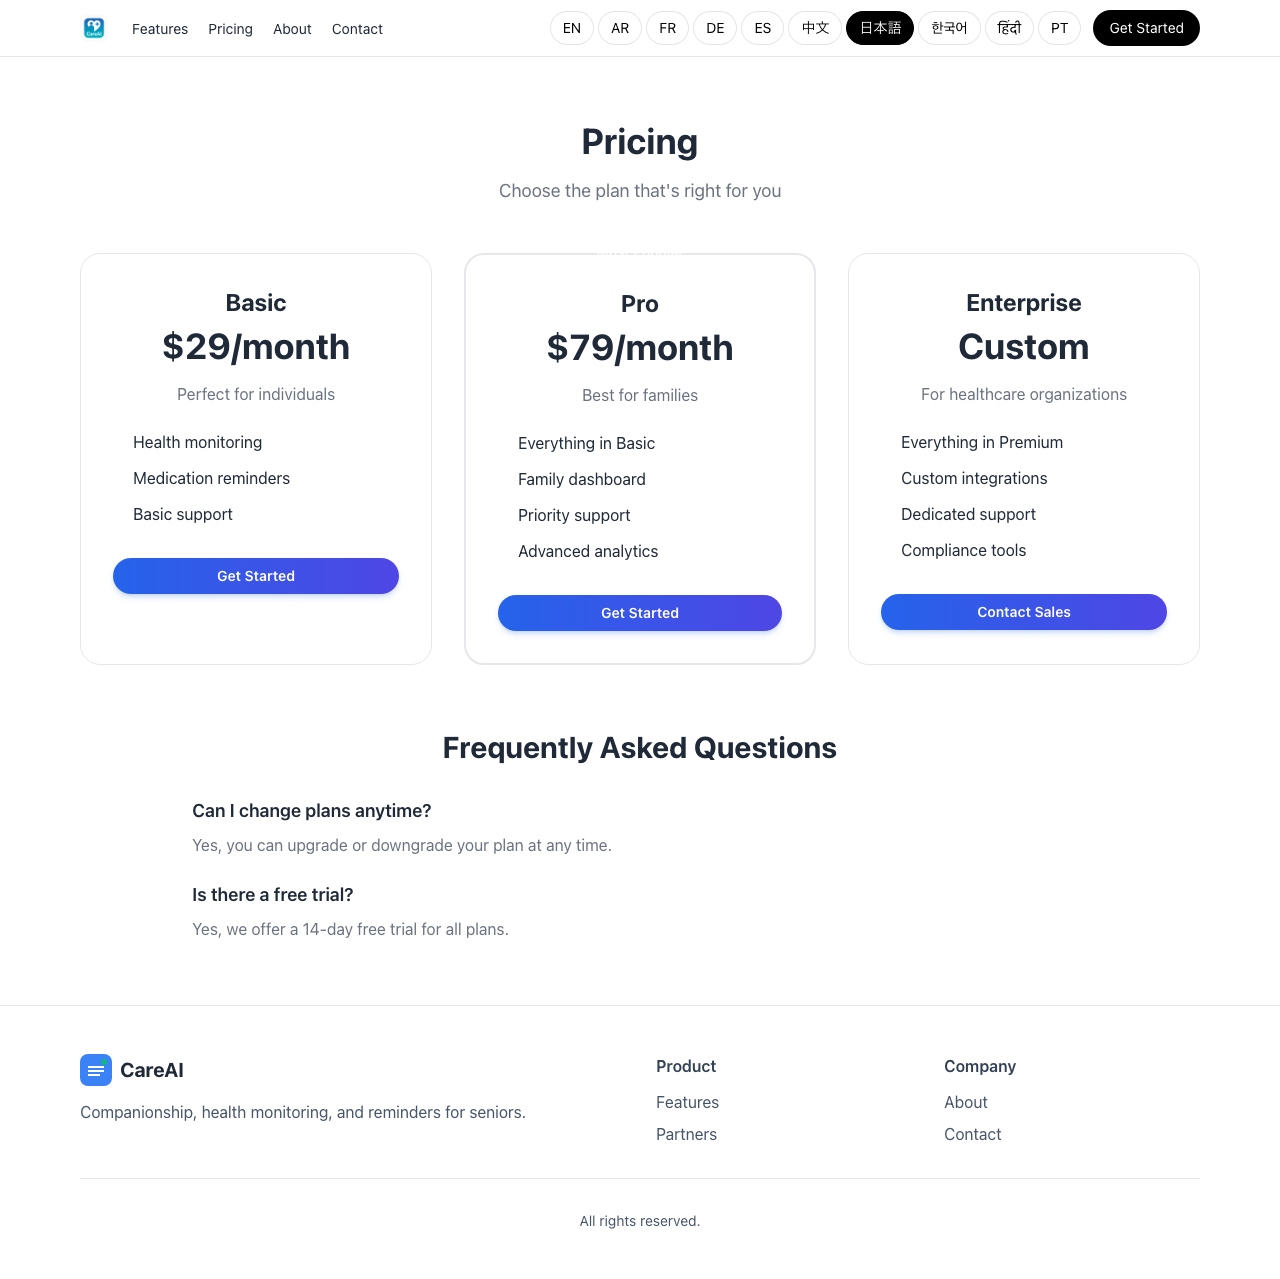 Features
Pricing
About
Contact
EN
AR
FR
DE
ES
中文
日本語
한국어
हिंदी
PT
Get Started
Pricing
Choose the plan that's right for you
Basic
$29/month
Perfect for individuals
Health monitoring
Medication reminders
Basic support
Get Started
Pro
$79/month
Best for families
Everything in Basic
Family dashboard
Priority support
Advanced analytics
Get Started
Enterprise
Custom
For healthcare organizations
Everything in Premium
Custom integrations
Dedicated support
Compliance tools
Contact Sales
Frequently Asked Questions
Can I change plans anytime?
Yes, you can upgrade or downgrade your plan at any time.
Is there a free trial?
Yes, we offer a 14-day free trial for all plans.
CareAI
Companionship, health monitoring, and reminders for seniors.
Product
Features
Partners
Company
About
Contact
All rights reserved.